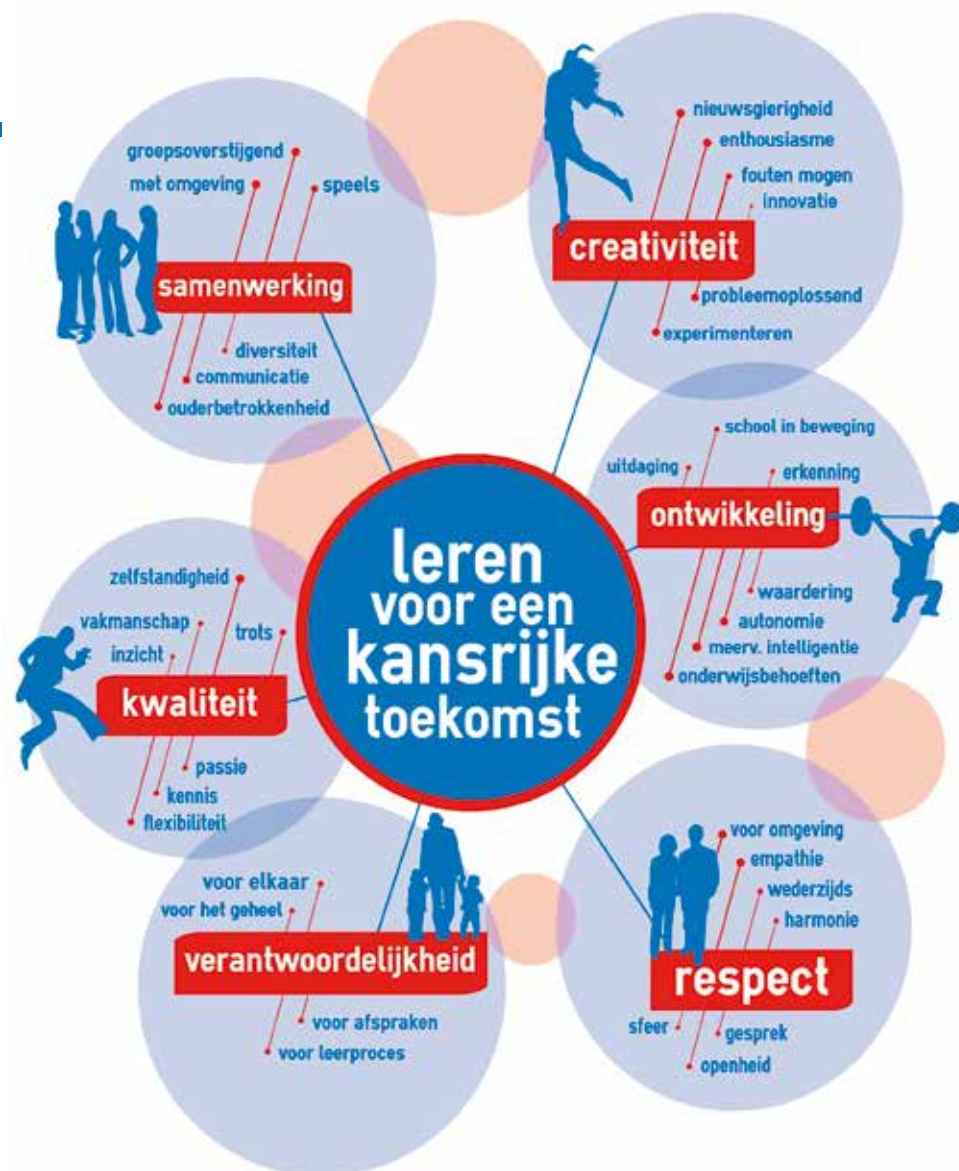 groepsoverstijgend
met omgeving
speels
samenwerking
diversiteit
communicatie
ouderbetrokkenheid
nieuwsgierigheid
enthousiasme
fouten mogen
innovatie
creativiteit
probleemoplossend
experimenteren
school in beweging
uitdaging
erkenning
ontwikkeling
waardering
autonomie
meerv. intelligentie
onderwijsbehoeften
leren
voor een
kansrijke
toekomst
zelfstandigheid
vakmanschap
trots
inzicht
kwaliteit
passie
kennis
flexibiliteit
voor elkaar
voor het geheel
verantwoordelijkheid
voor afspraken
voor leerproces
voor omgeving
empathie
wederzijds
harmonie
respect
sfeer
gesprek
openheid